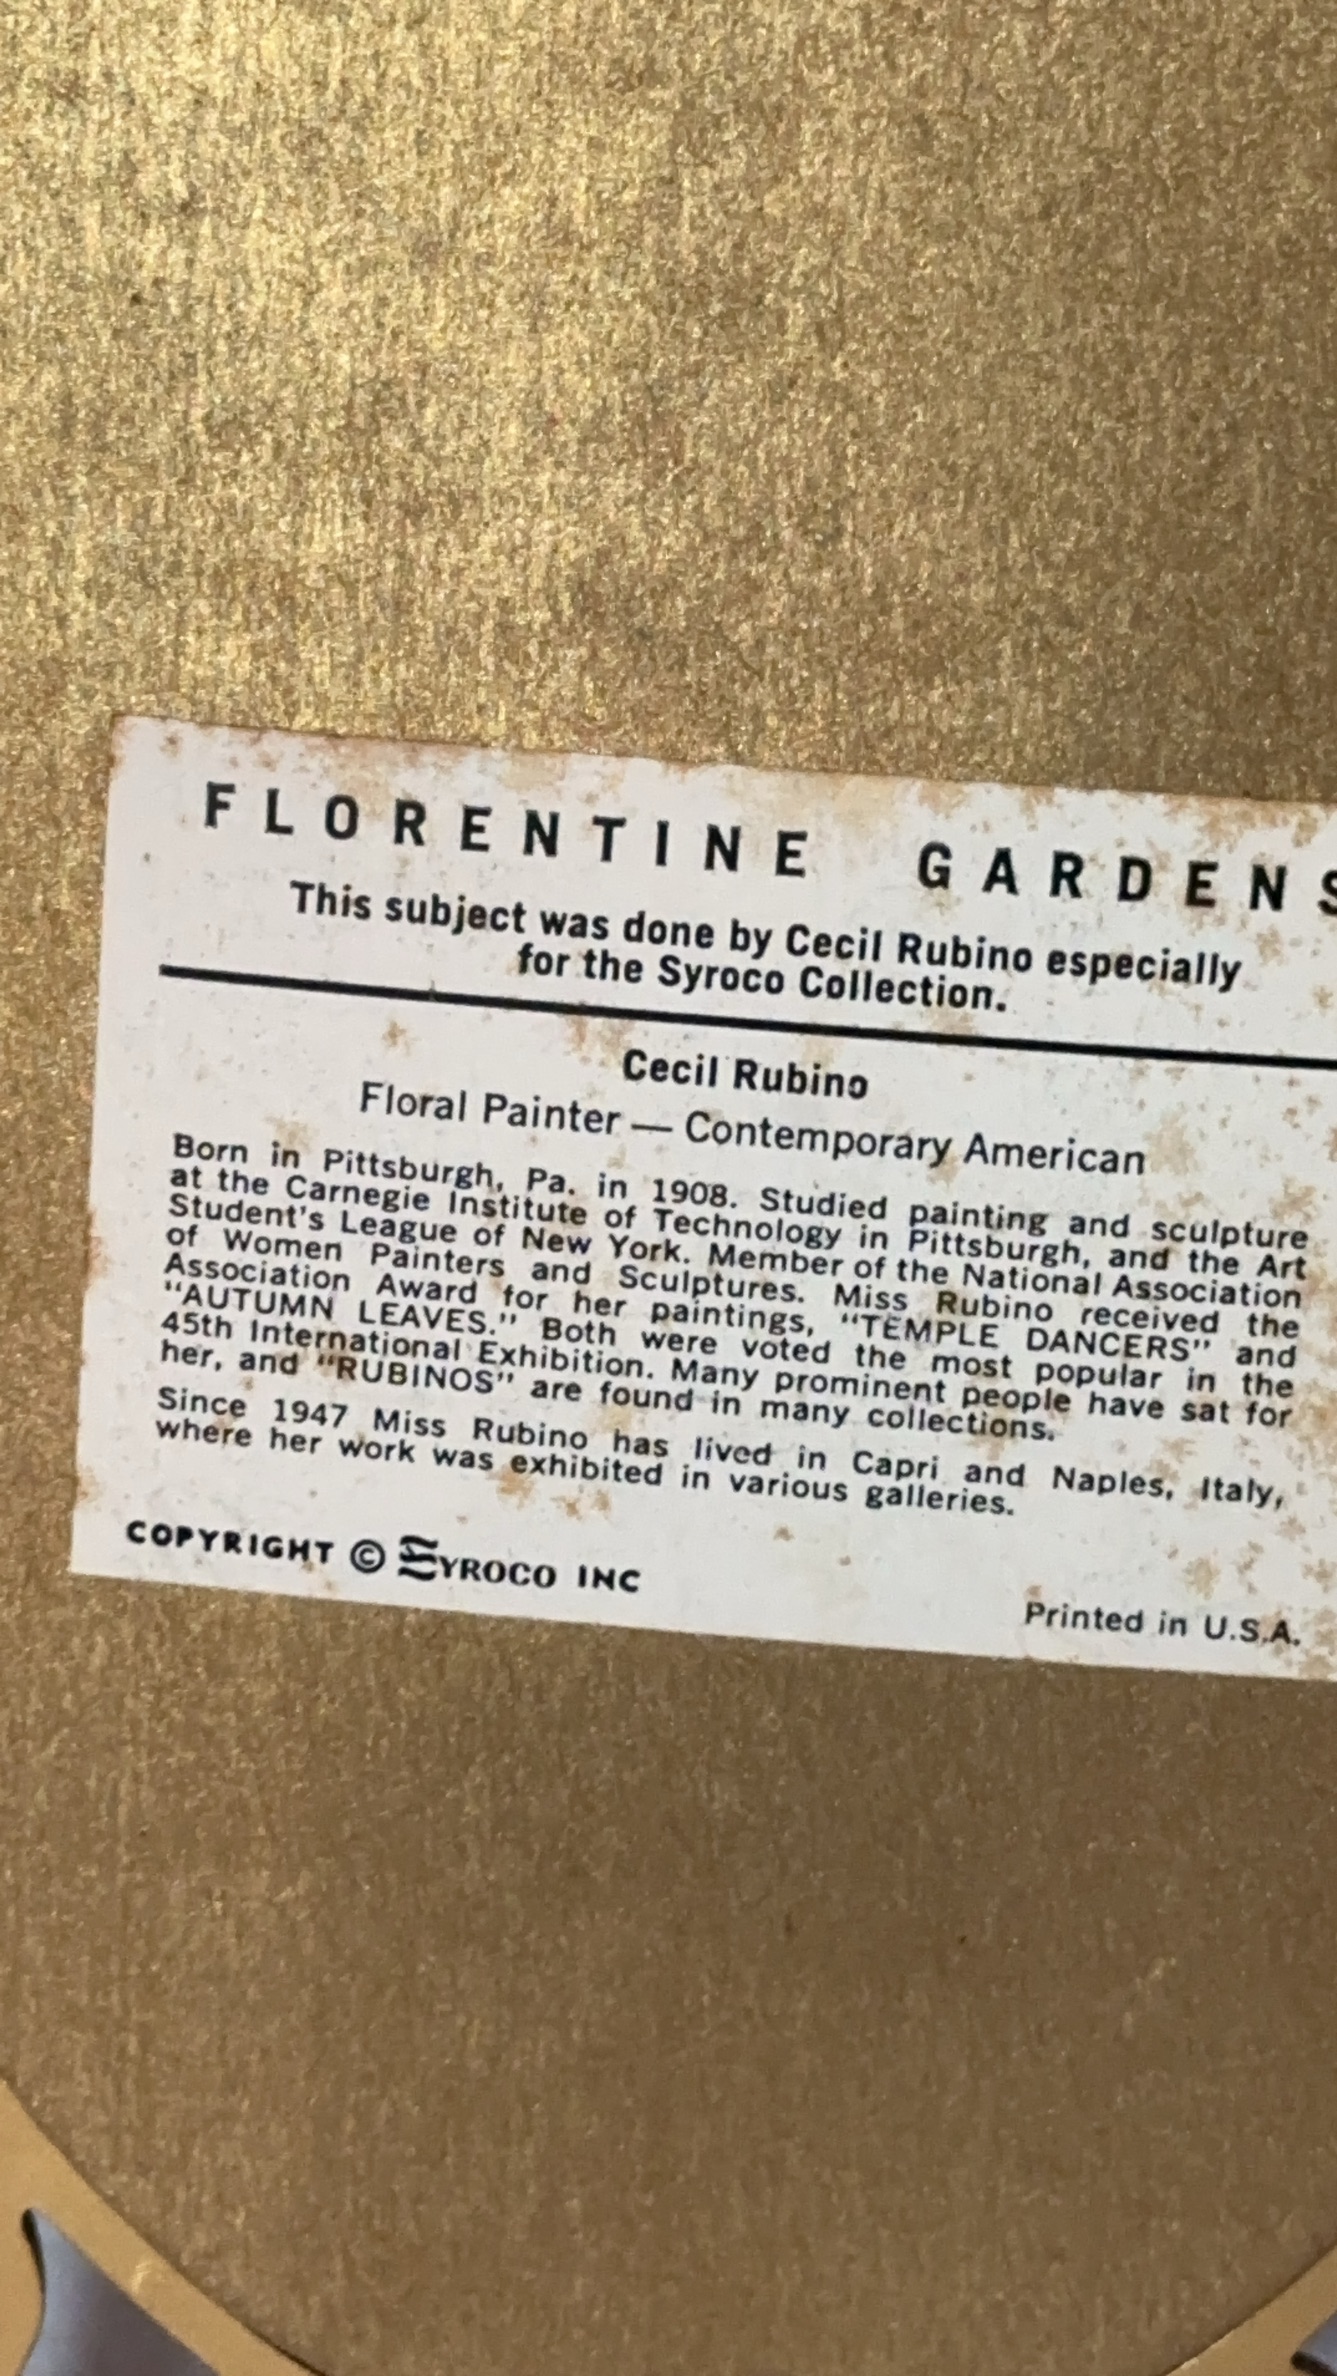 FLORENTINE GARDENS
This subject was done by Cecil Rubino especially
for the Syroco Collection.
Cecil Rubino
Floral Painter — Contemporary American
Born in Pittsburgh, Pa. in 1908. Studied painting and sculpture
at the Carnegie Institute of Technology in Pittsburgh, and the Art
Student's League of New York. Member of the National Association
of Women Painters and Sculptures. Miss Rubino received the
Association Award for her paintings, "TEMPLE DANCERS" and
"AUTUMN LEAVES." Both were voted the most popular in the
45th International Exhibition. Many prominent people have sat for
her, and "RUBINOS" are found in many collections.
Since 1947 Miss Rubino has lived in Capri and Naples, Italy,
where her work was exhibited in various galleries.
COPYRIGHT © SYROCO INC
Printed in U.S.A.